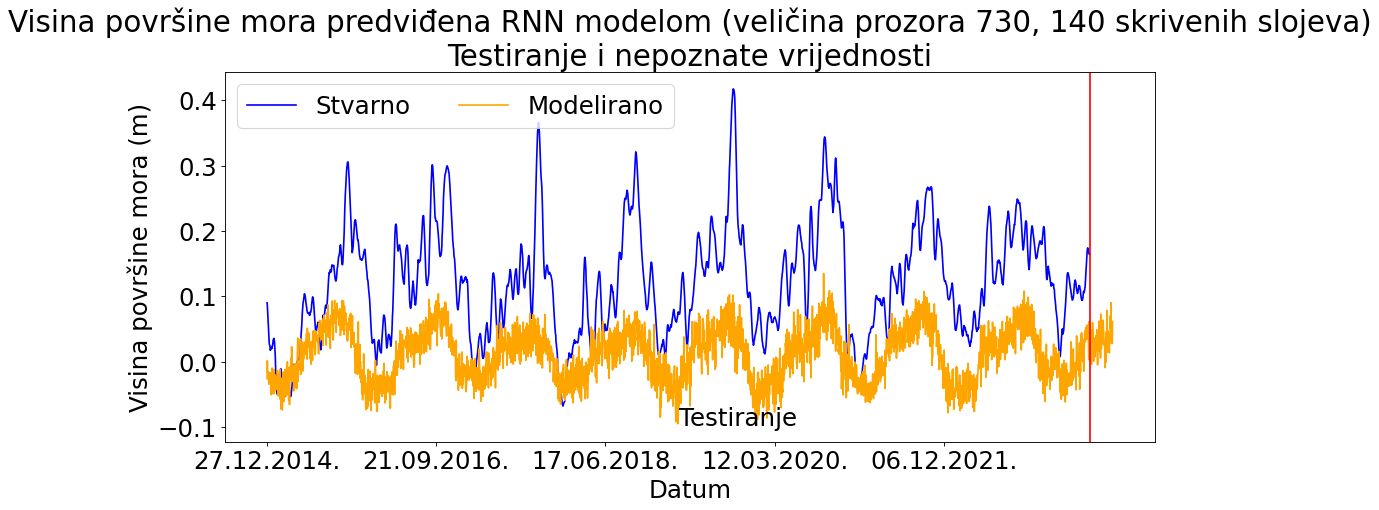 Visina površine mora predviđena RNN modelom (veličina prozora 730, 140 skrivenih slojeva)
Testiranje i nepoznate vrijednosti
Stvarno
Modelirano
Visina površine mora (m)
0.4
0.3
0.2
0.1
0.0
−0.1
Testiranje
27.12.2014.
21.09.2016.
17.06.2018.
12.03.2020.
06.12.2021.
Datum